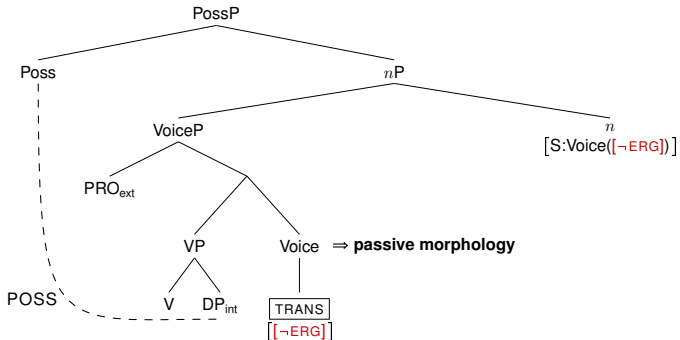 PossP
Poss nP
VoiceP n
[S:Voice([¬ERG])]
PROext
VP Voice ⇒ passive morphology
POSS V DPint TRANS
[[¬ERG]]